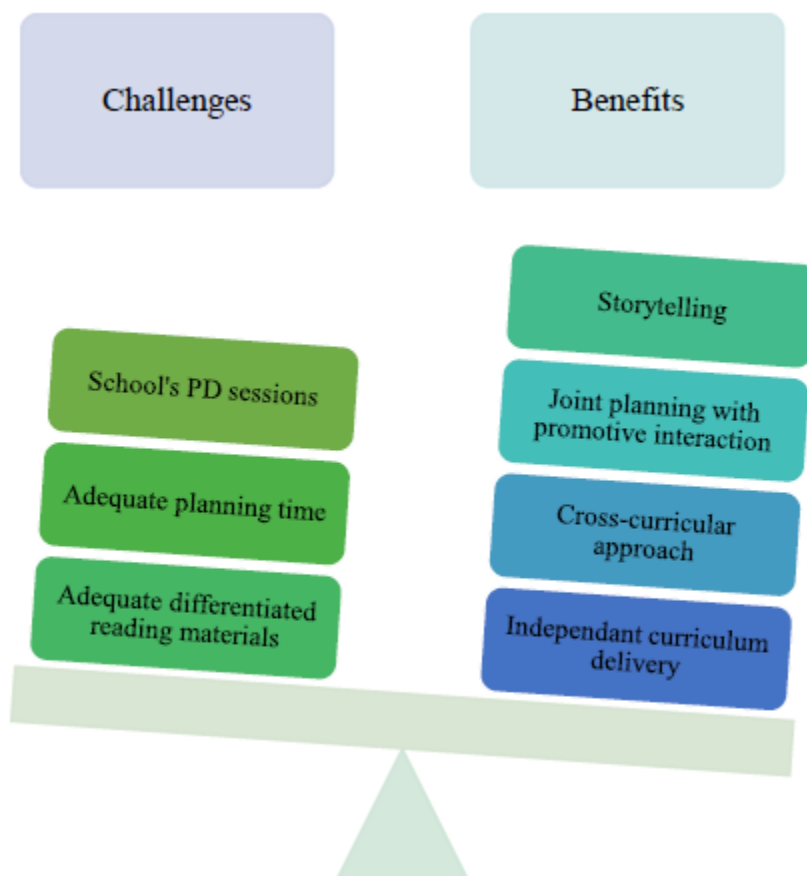 Challenges
Benefits
School's PD sessions
Adequate planning time
Adequate differentiated
reading materials
Storytelling
Joint planning with
promotive interaction
Cross-curricular
approach
Independant curriculum
delivery